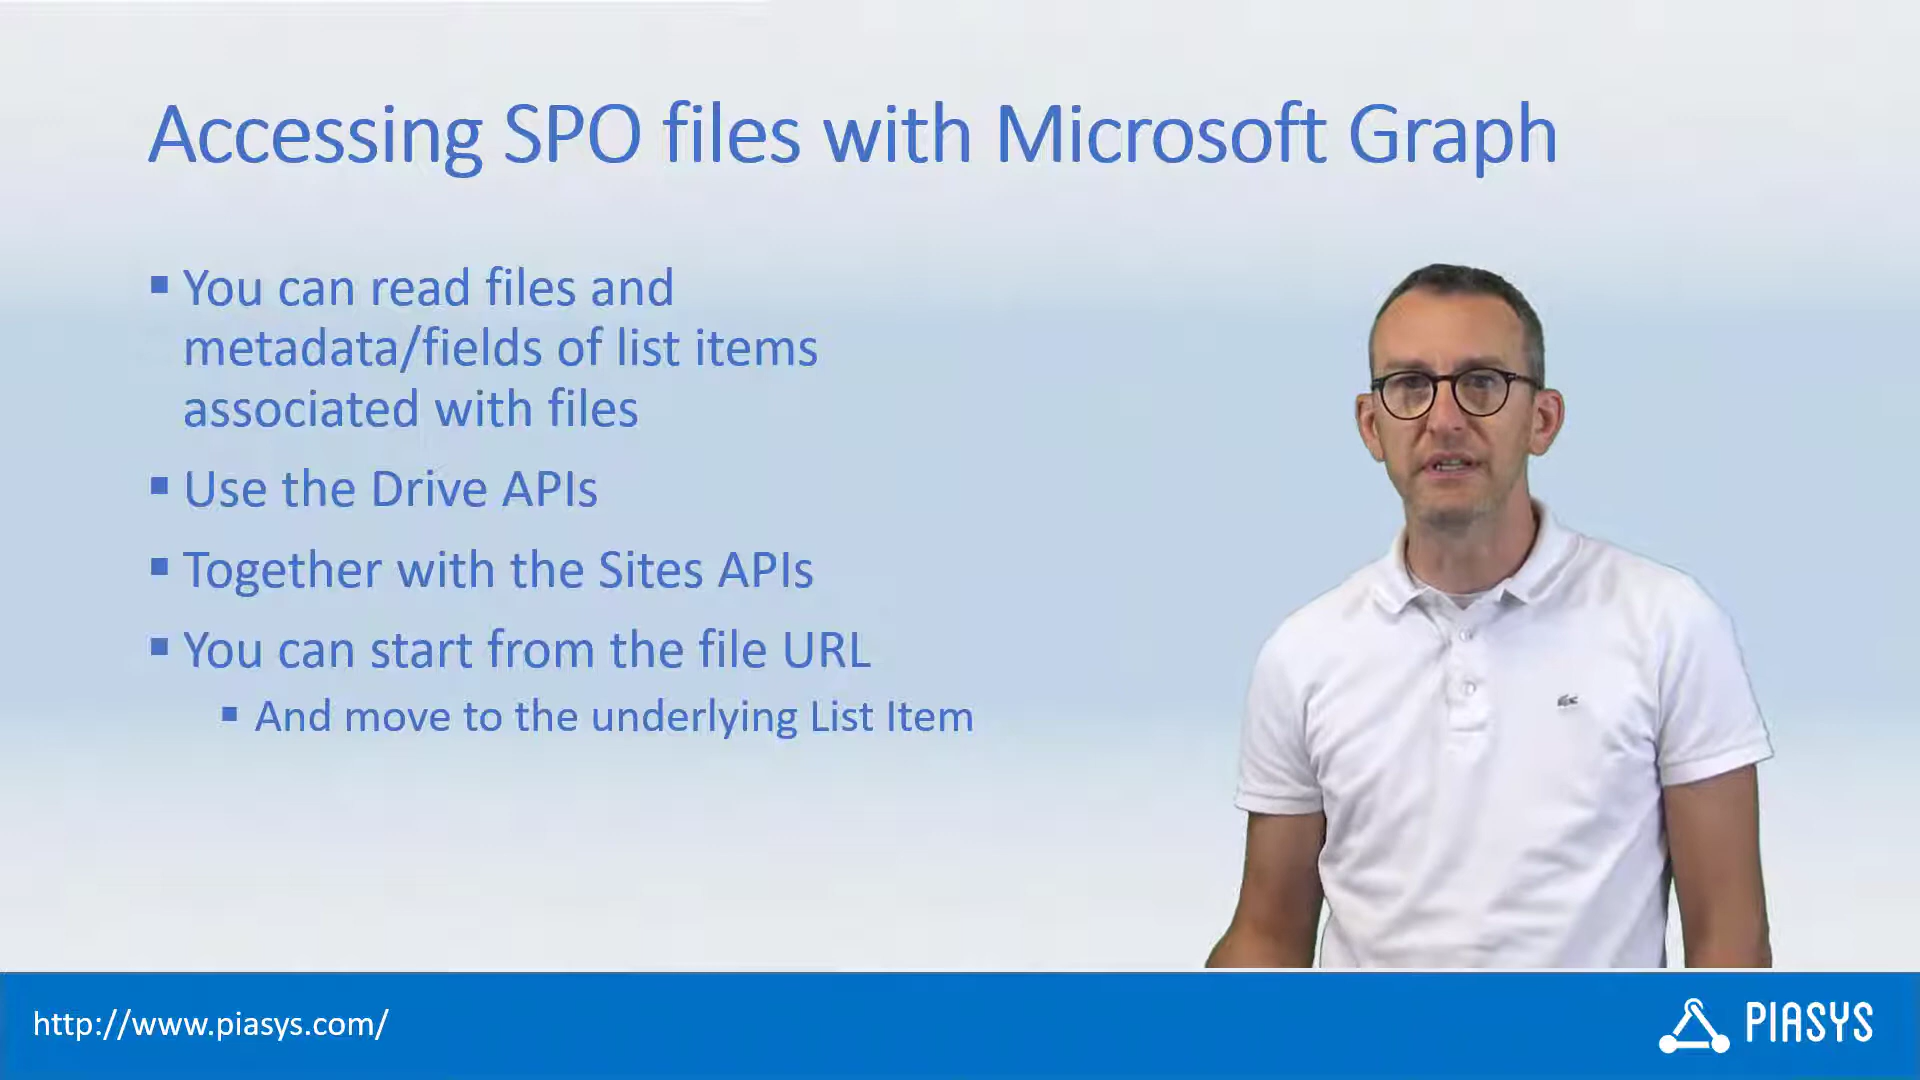 Accessing SPO files with Microsoft Graph
▪ You can read files and
metadata/fields of list items
associated with files
▪ Use the Drive APIs
▪ Together with the Sites APIs
▪ You can start from the file URL
▪ And move to the underlying List Item
http://www.piasys.com/
PIASYS